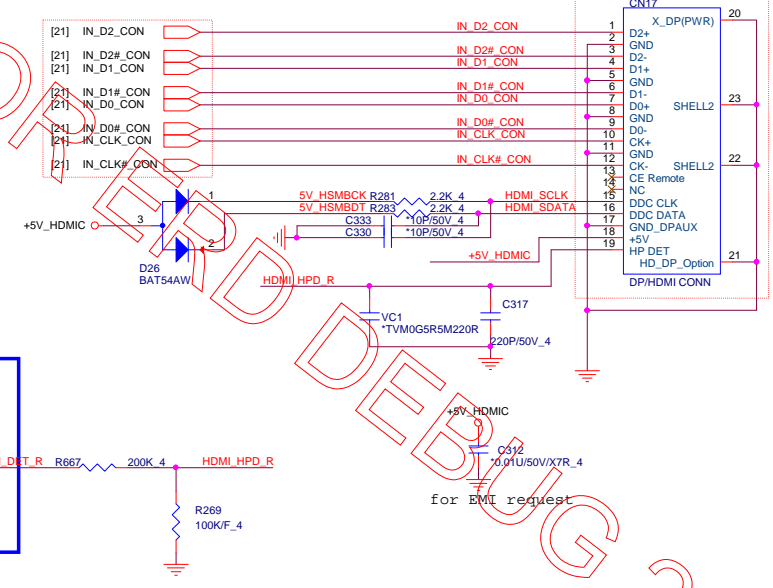 CN17
[21] IN_D2_CON IN_D2_CON 1 D2+ X_DP(PWR) 20
2 GND
[21] IN_D2#_CON IN_D2#_CON 3 D2-
[21] IN_D1_CON IN_D1_CON 4 D1+
5 GND
[21] IN_D1#_CON IN_D1#_CON 6 D1-
[21] IN_D0_CON IN_D0_CON 7 D0+ SHELL2 23
8 GND
[21] IN_D0#_CON IN_D0#_CON 9 D0-
[21] IN_CLK_CON IN_CLK_CON 10 CK+
11 GND
[21] IN_CLK#_CON IN_CLK#_CON 12 CK- SHELL2 22
13 CE Remote
14 NC
1 5V_HSMBCK R281 2.2K_4 HDMI_SCLK 15 DDC CLK
5V_HSMBDT R283 2.2K_4 HDMI_SDATA 16 DDC DATA
+5V_HDMIC 3 C333 *10P/50V_4 17 GND_DPAUX
C330 *10P/50V_4 18 +5V
2 19 HP DET
+5V_HDMIC HD_DP_Option 21
D26
BAT54AW
HDMI_HPD_R DP/HDMI CONN
C317
VC1
*TVM0G5R5M220R
220P/50V_4
+5V_HDMIC
C312
*0.01U/50V/X7R_4
for EMI request
_DET_R R667 200K_4 HDMI_HPD_R
R269
100K/F_4
DEBUG